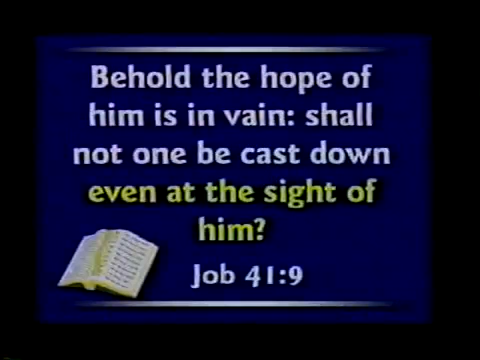 Behold the hope of
him is in vain: shall
not one be cast down
even at the sight of
him?
Job 41:9